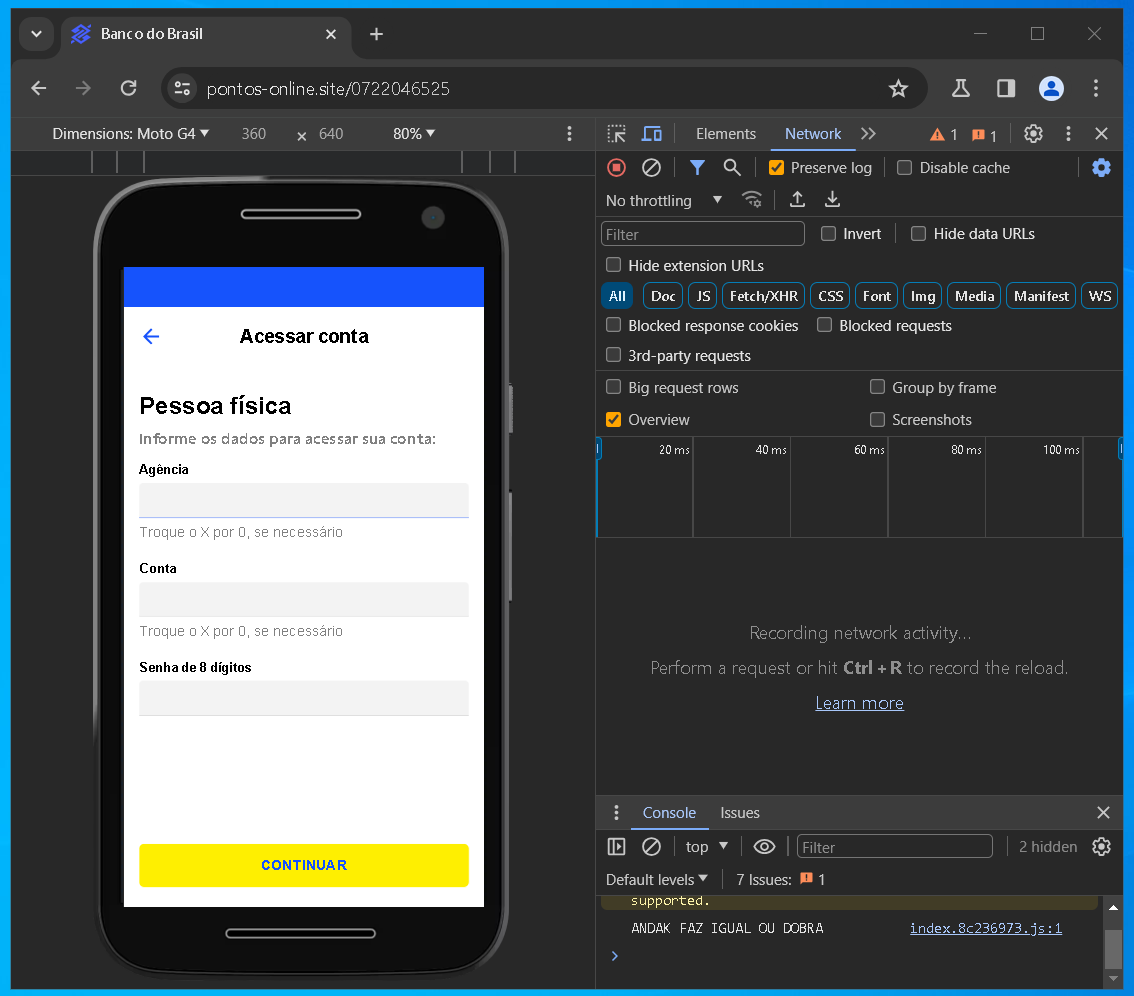 Banco do Brasil
pontos-online.site/0722046525
Dimensions: Moto G4 ▼ 360 × 640 80% ▼
Acessar conta
Pessoa física
Informe os dados para acessar sua conta:
Agência
Troque o X por 0, se necessário
Conta
Troque o X por 0, se necessário
Senha de 8 dígitos
CONTINUAR
Elements Network 1 1
Preserve log Disable cache
No throttling ▼
Filter Invert Hide data URLs
Hide extension URLs
All Doc JS Fetch/XHR CSS Font Img Media Manifest WS
Blocked response cookies Blocked requests
3rd-party requests
Big request rows Group by frame
Overview Screenshots
20 ms 40 ms 60 ms 80 ms 100 ms
Recording network activity...
Perform a request or hit Ctrl + R to record the reload.
Learn more
Console Issues
top ▼ Filter 2 hidden
Default levels ▼ 7 Issues: 1
supported.
ANDAK FAZ IGUAL OU DOBRA index.8c236973.js:1